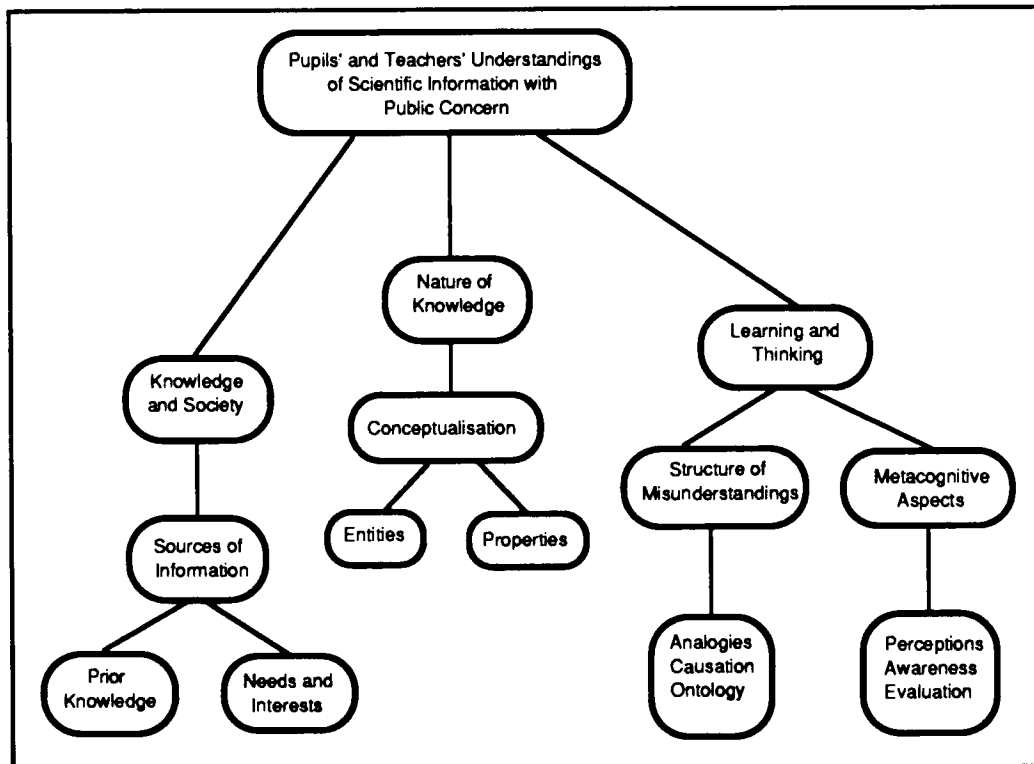 Pupils' and Teachers' Understandings
of Scientific Information with
Public Concern
Nature of
Knowledge
Learning and
Thinking
Knowledge
and Society
Conceptualisation
Structure of
Misunderstandings
Metacognitive
Aspects
Entities
Properties
Sources of
Information
Analogies
Causation
Ontology
Perceptions
Awareness
Evaluation
Prior
Knowledge
Needs and
Interests